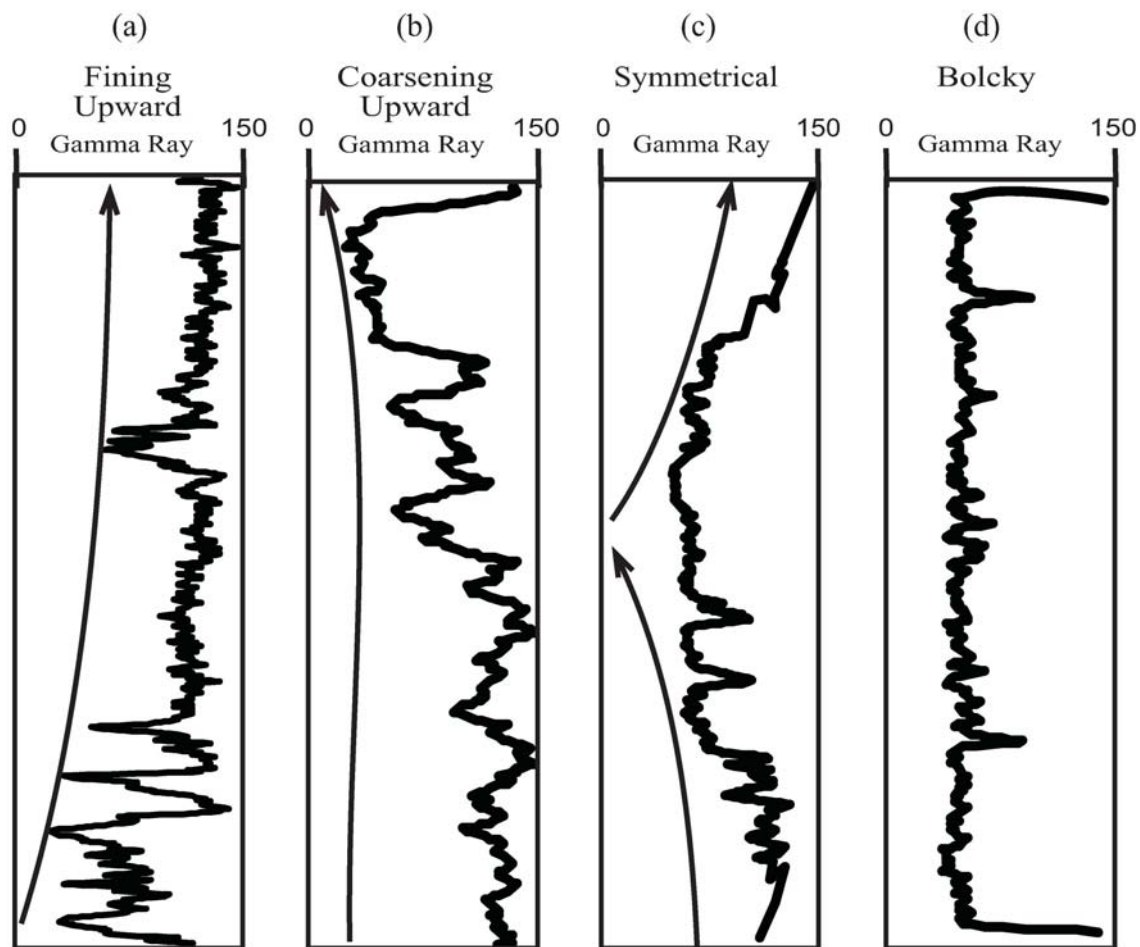 (a)
Fining
Upward
0 150
Gamma Ray
(b)
Coarsening
Upward
0 150
Gamma Ray
(c)
Symmetrical
0 150
Gamma Ray
(d)
Bolcky
0 150
Gamma Ray